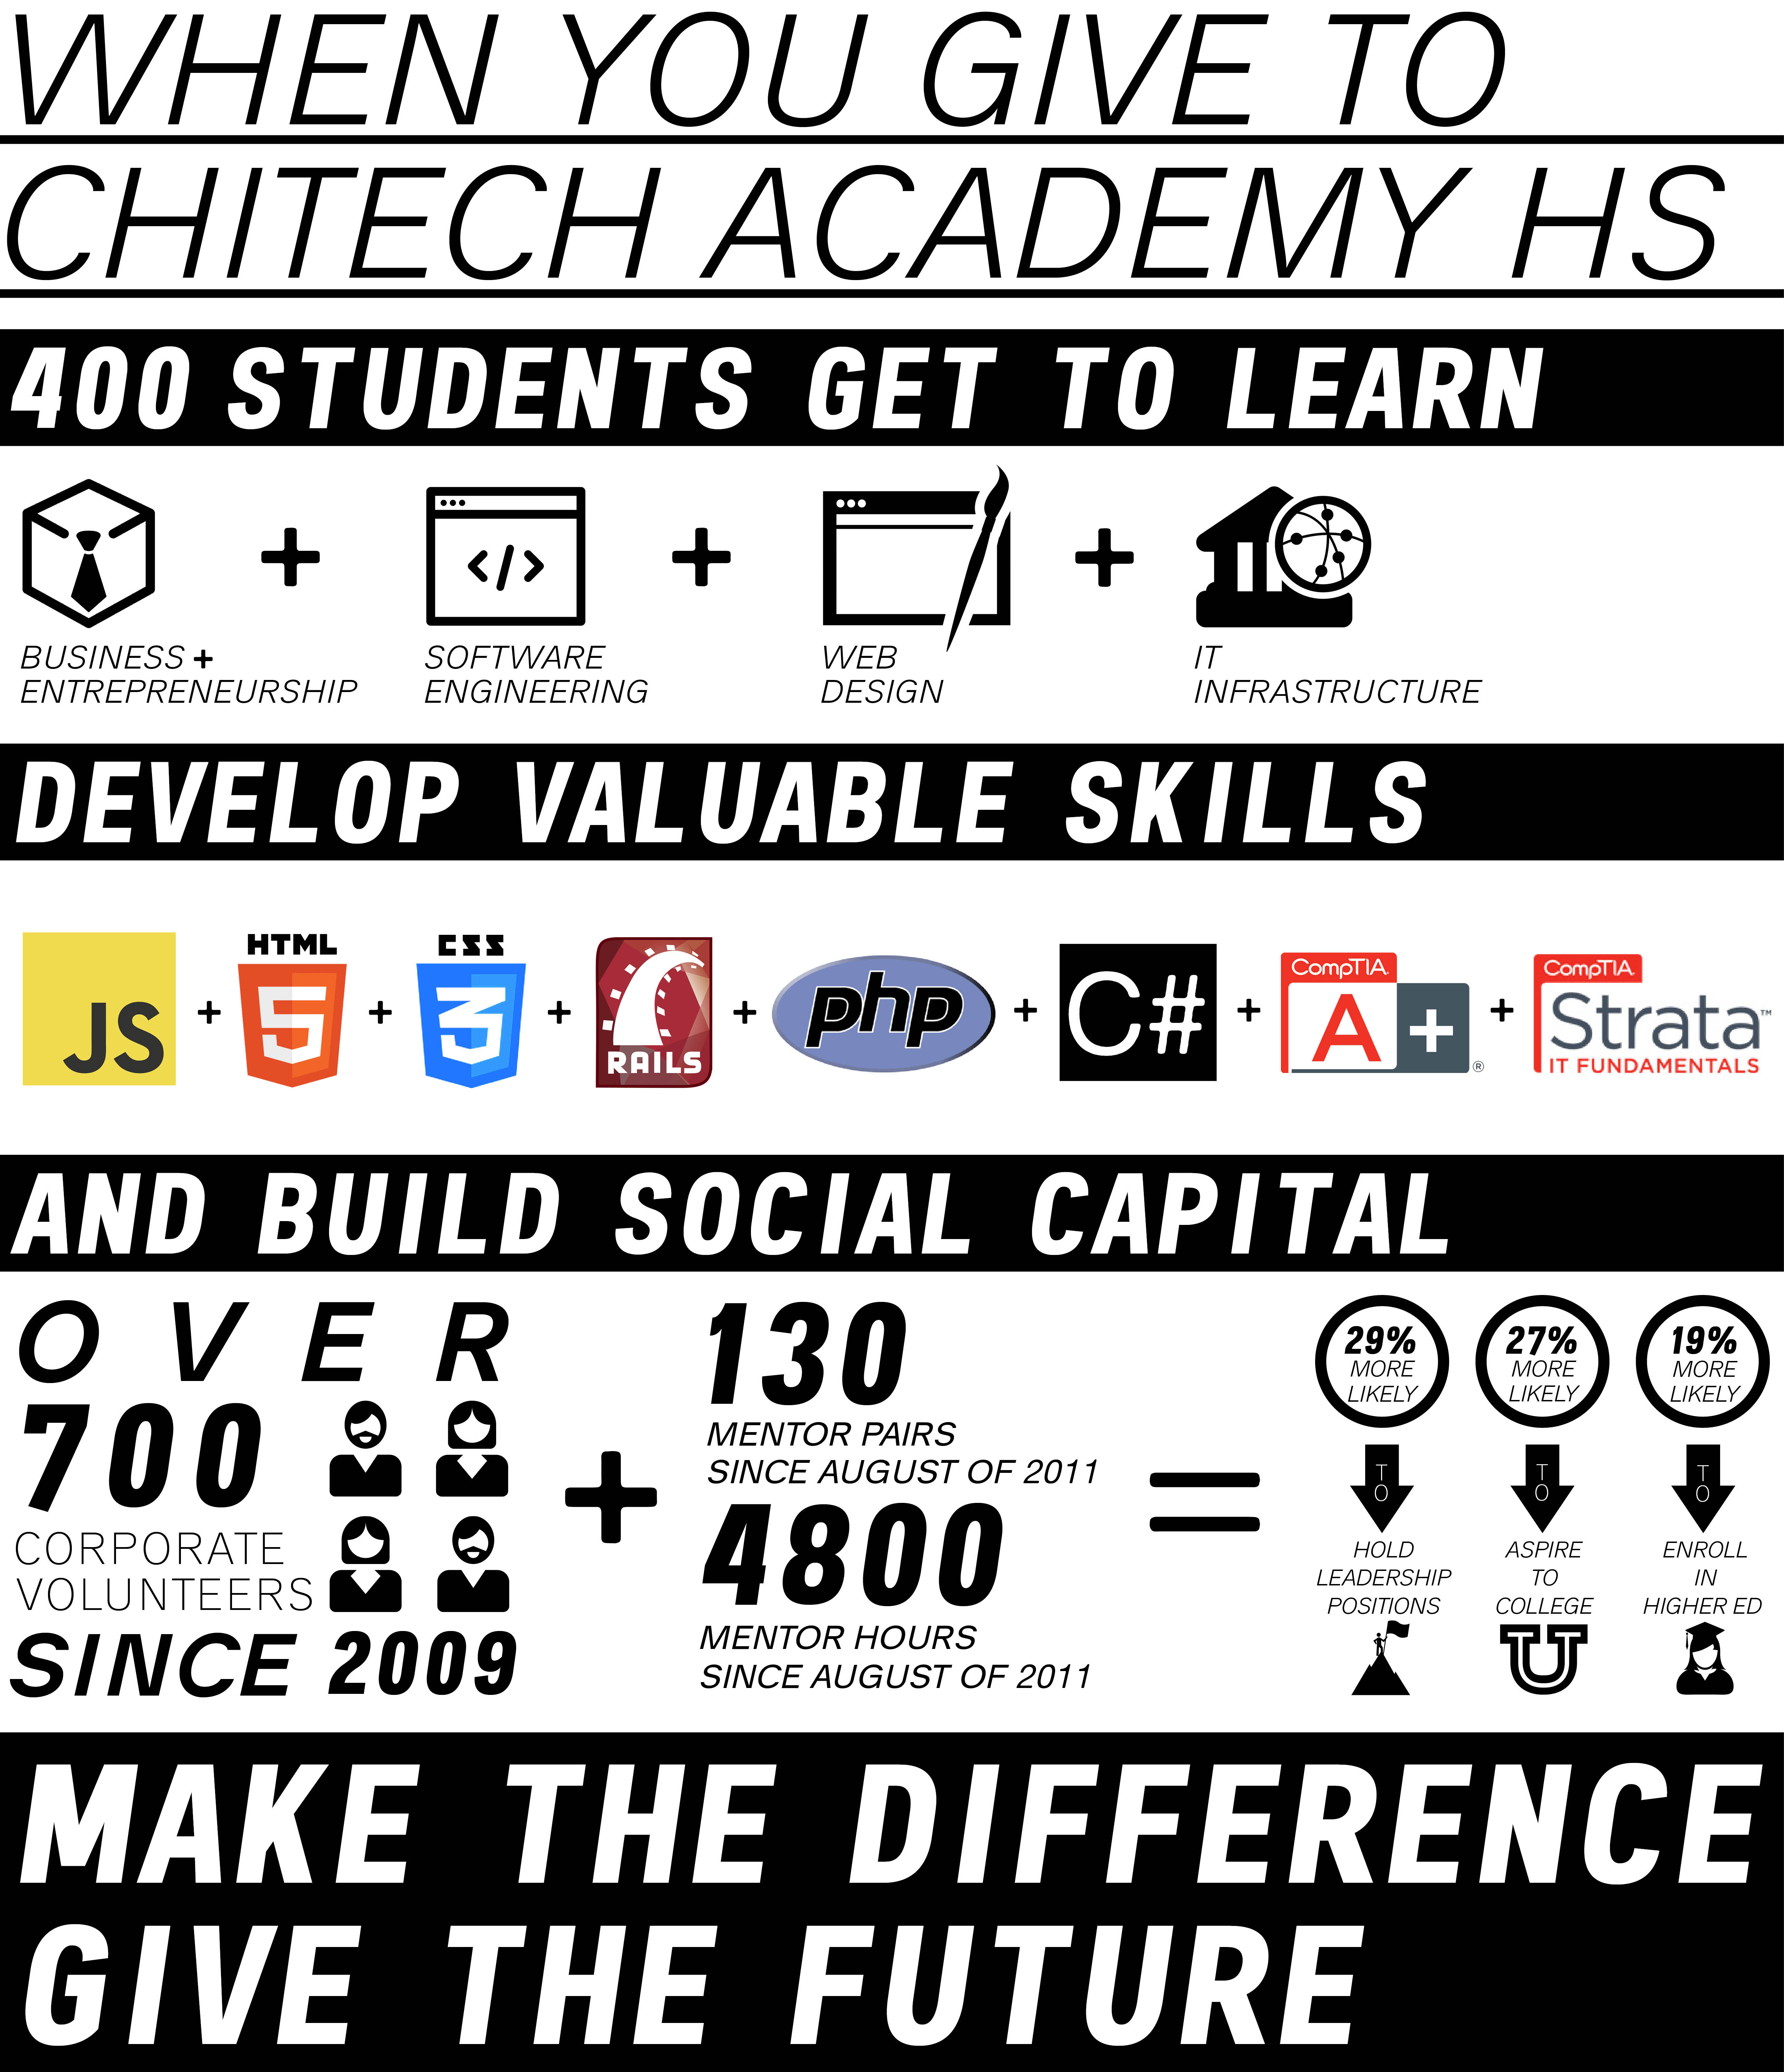 WHEN YOU GIVE TO
CHITECH ACADEMY HS
400 STUDENTS GET TO LEARN
</>
BUSINESS +
ENTREPRENEURSHIP
SOFTWARE
ENGINEERING
WEB
DESIGN
IT
INFRASTRUCTURE
DEVELOP VALUABLE SKILLS
JS
+
HTML
5
+
CSS
3
+
RAILS
+
php
+
C#
+
CompTIA.
A+
®
+
CompTIA.
Strata™
IT FUNDAMENTALS
AND BUILD SOCIAL CAPITAL
OVER
700
CORPORATE
VOLUNTEERS
SINCE 2009
+
130
MENTOR PAIRS
SINCE AUGUST OF 2011
4800
MENTOR HOURS
SINCE AUGUST OF 2011
=
29%
MORE
LIKELY
TO
HOLD
LEADERSHIP
POSITIONS
27%
MORE
LIKELY
TO
ASPIRE
TO
COLLEGE
U
19%
MORE
LIKELY
TO
ENROLL
IN
HIGHER ED
MAKE THE DIFFERENCE
GIVE THE FUTURE